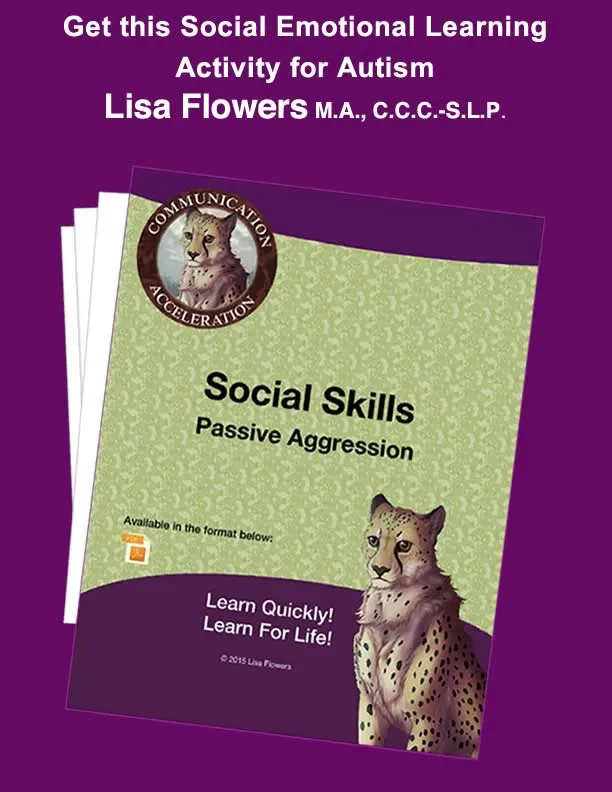 Get this Social Emotional Learning
Activity for Autism
Lisa Flowers M.A., C.C.C.-S.L.P.
COMMUNICATION
ACCELERATION
Social Skills
Passive Aggression
Available in the format below:
PDF
Learn Quickly!
Learn For Life!
© 2015 Lisa Flowers